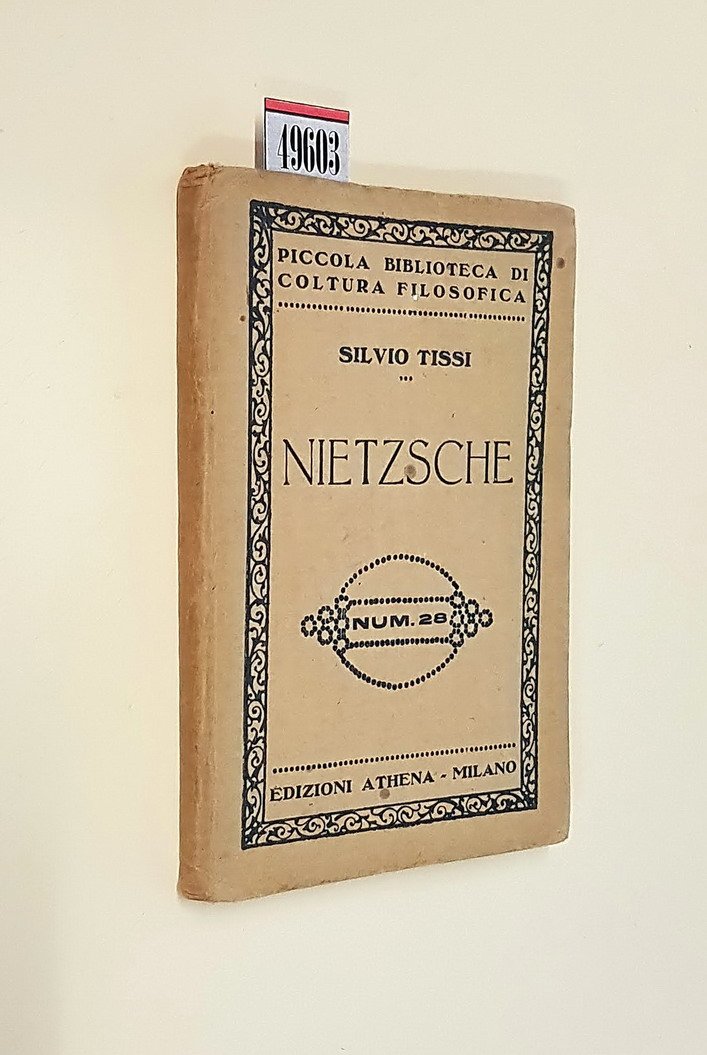 49603
PICCOLA BIBLIOTECA DI
COLTURA FILOSOFICA
SILVIO TISSI
NIETZSCHE
NUM. 28
EDIZIONI ATHENA - MILANO